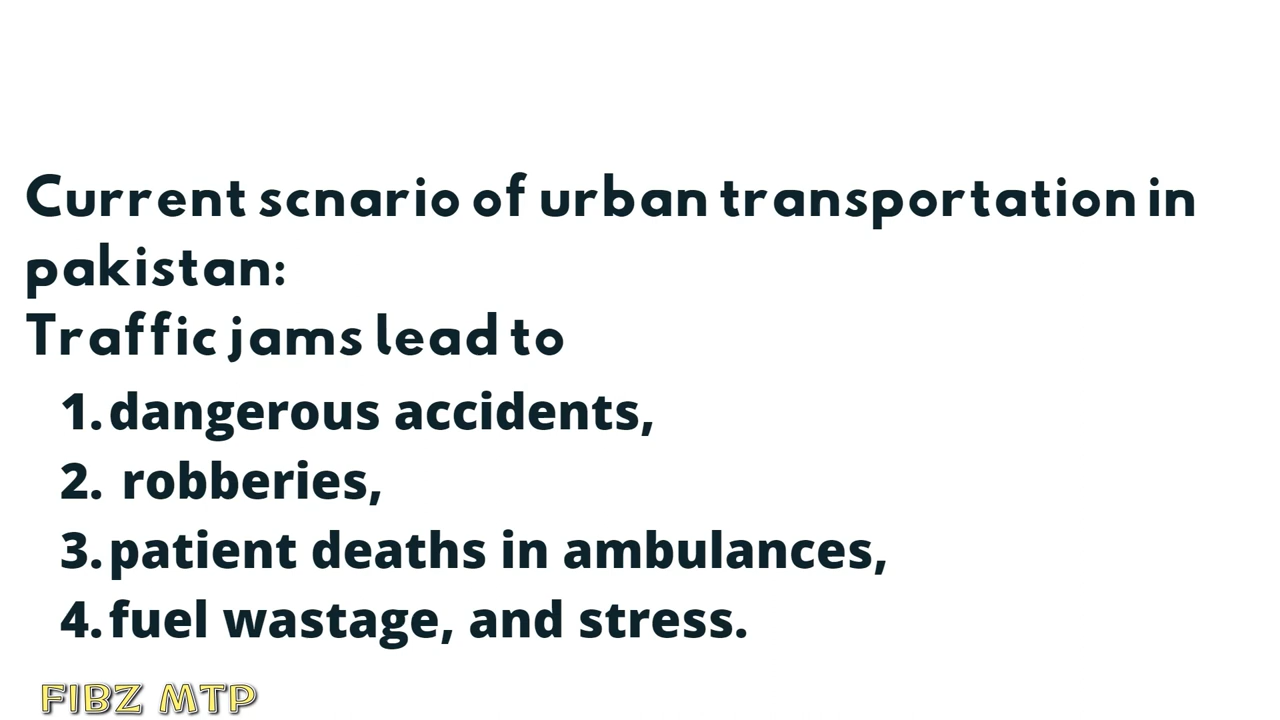 Current scnario of urban transportation in
pakistan:
Traffic jams lead to
1. dangerous accidents,
2. robberies,
3. patient deaths in ambulances,
4. fuel wastage, and stress.
FIBZ MTP